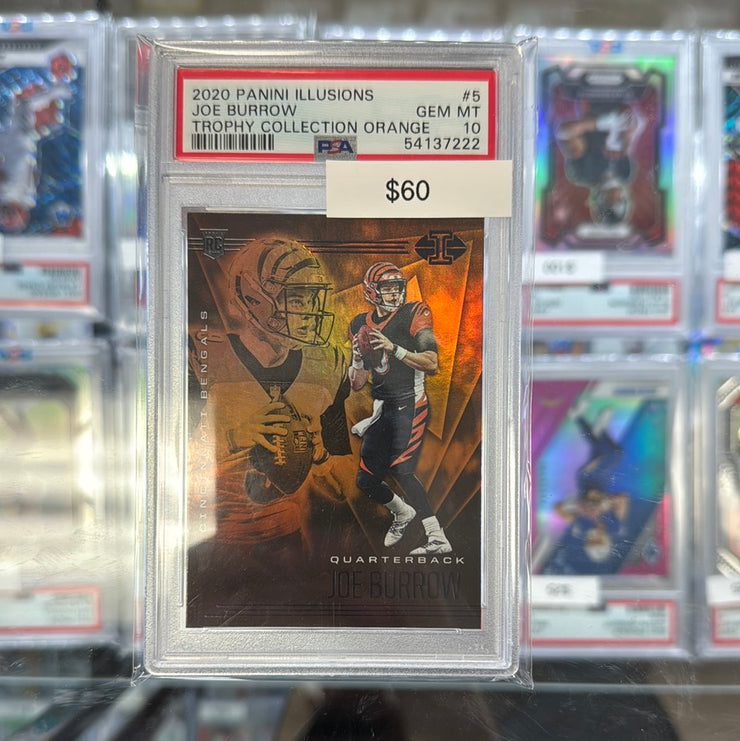 2020 PANINI ILLUSIONS #5
JOE BURROW GEM MT
TROPHY COLLECTION ORANGE 10
PSA 54137222
$60
RC
I
CINCINNATI BENGALS
QUARTERBACK
JOE BURROW